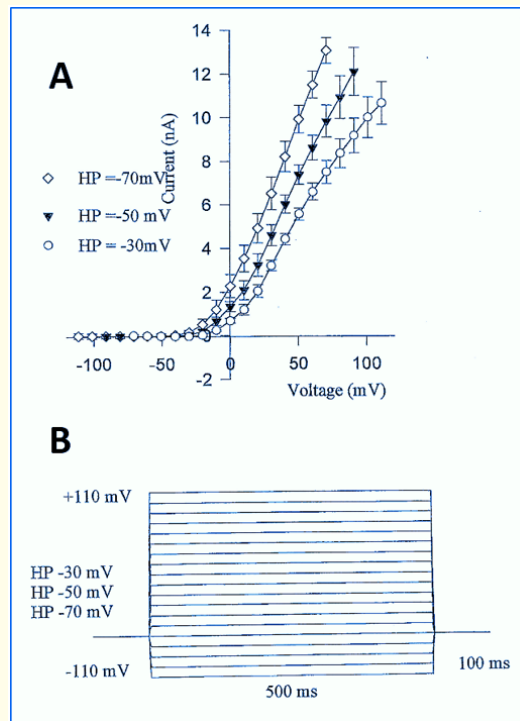 A
14
12
10
8
6
4
2
-2
Current (nA)
HP =-70mV
HP =-50 mV
HP =-30mV
-100
-50
0
50
100
Voltage (mV)
B
+110 mV
HP -30 mV
HP -50 mV
HP -70 mV
-110 mV
100 ms
500 ms